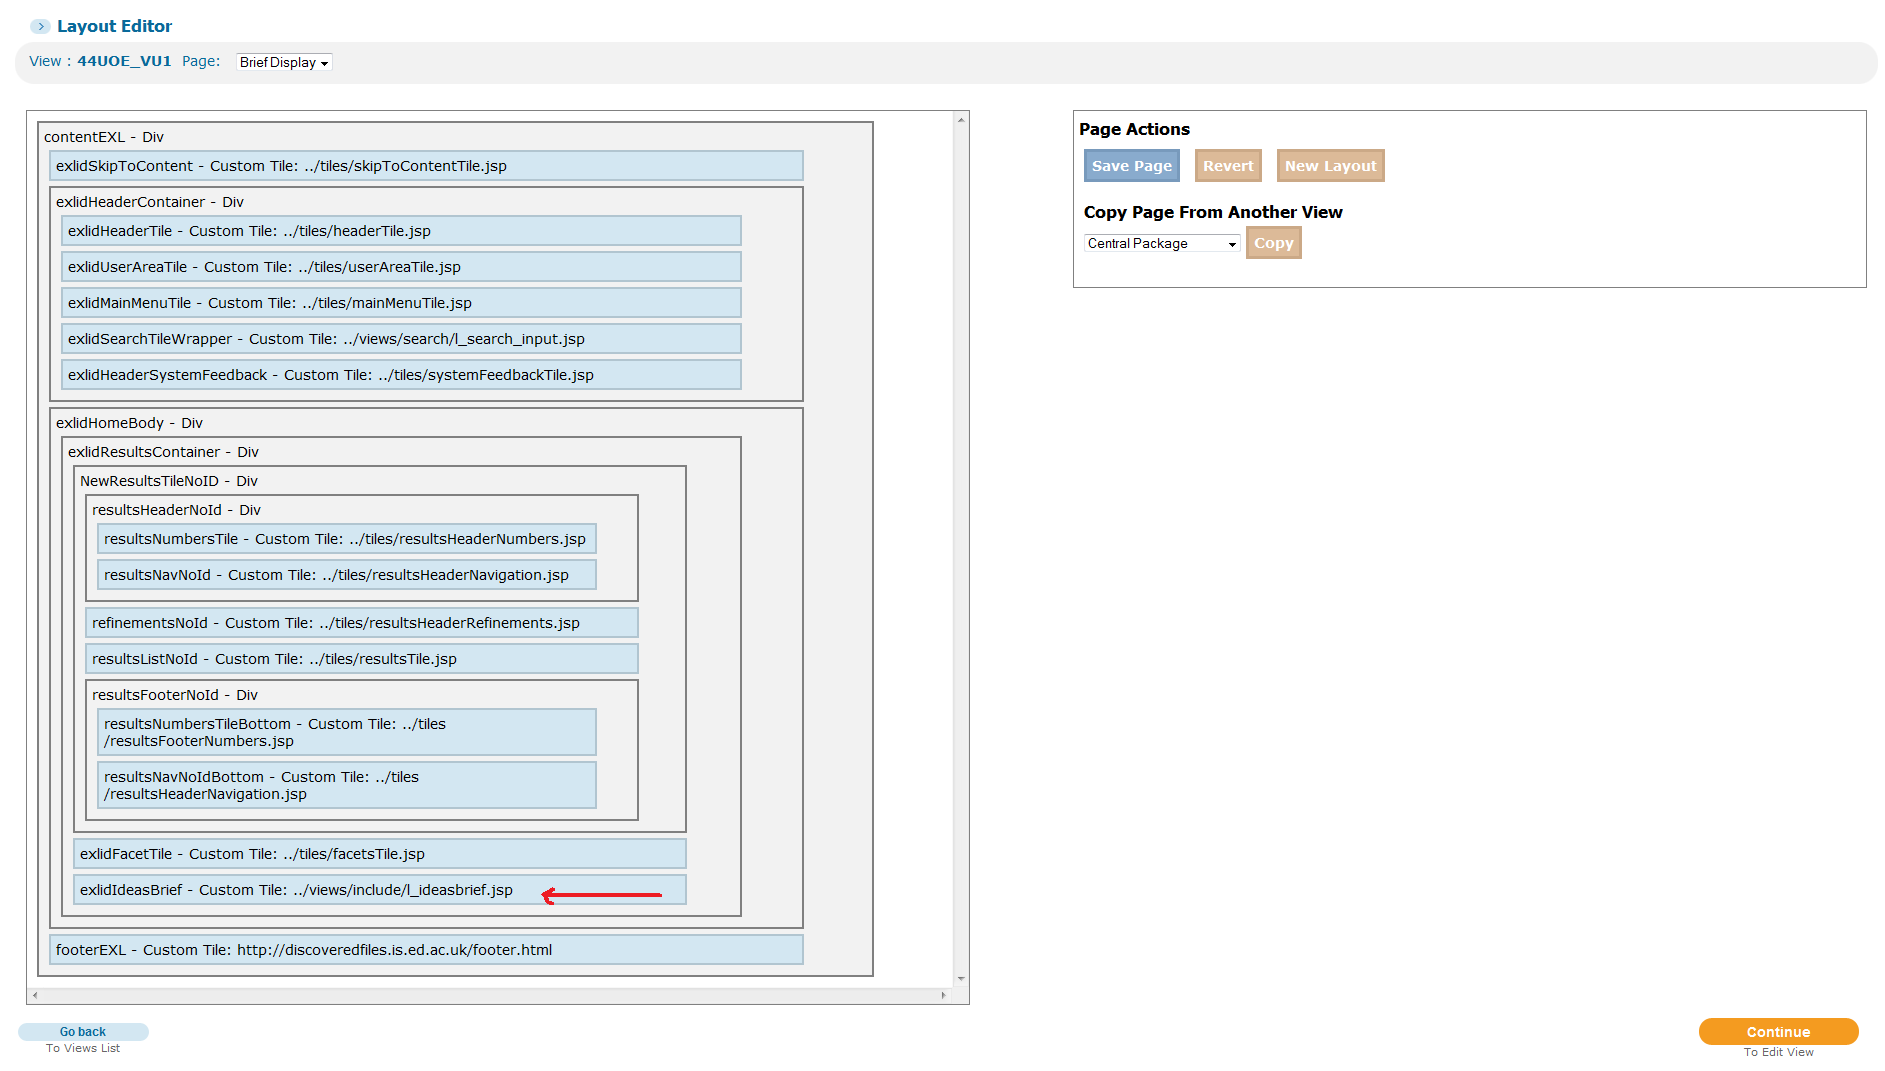 Layout Editor
View : 44UOE_VU1 Page: Brief Display
contentEXL - Div
exlidSkipToContent - Custom Tile: ../tiles/skipToContentTile.jsp
exlidHeaderContainer - Div
exlidHeaderTile - Custom Tile: ../tiles/headerTile.jsp
exlidUserAreaTile - Custom Tile: ../tiles/userAreaTile.jsp
exlidMainMenuTile - Custom Tile: ../tiles/mainMenuTile.jsp
exlidSearchTileWrapper - Custom Tile: ../views/search/l_search_input.jsp
exlidHeaderSystemFeedback - Custom Tile: ../tiles/systemFeedbackTile.jsp
exlidHomeBody - Div
exlidResultsContainer - Div
NewResultsTileNoID - Div
resultsHeaderNoId - Div
resultsNumbersTile - Custom Tile: ../tiles/resultsHeaderNumbers.jsp
resultsNavNoId - Custom Tile: ../tiles/resultsHeaderNavigation.jsp
refinementsNoId - Custom Tile: ../tiles/resultsHeaderRefinements.jsp
resultsListNoId - Custom Tile: ../tiles/resultsTile.jsp
resultsFooterNoId - Div
resultsNumbersTileBottom - Custom Tile: ../tiles
/resultsFooterNumbers.jsp
resultsNavNoIdBottom - Custom Tile: ../tiles
/resultsHeaderNavigation.jsp
exlidFacetTile - Custom Tile: ../tiles/facetsTile.jsp
exlidIdeasBrief - Custom Tile: ../views/include/l_ideasbrief.jsp
footerEXL - Custom Tile: http://discoveredfiles.is.ed.ac.uk/footer.html
Page Actions
Save Page Revert New Layout
Copy Page From Another View
Central Package Copy
Go back
To Views List
Continue
To Edit View